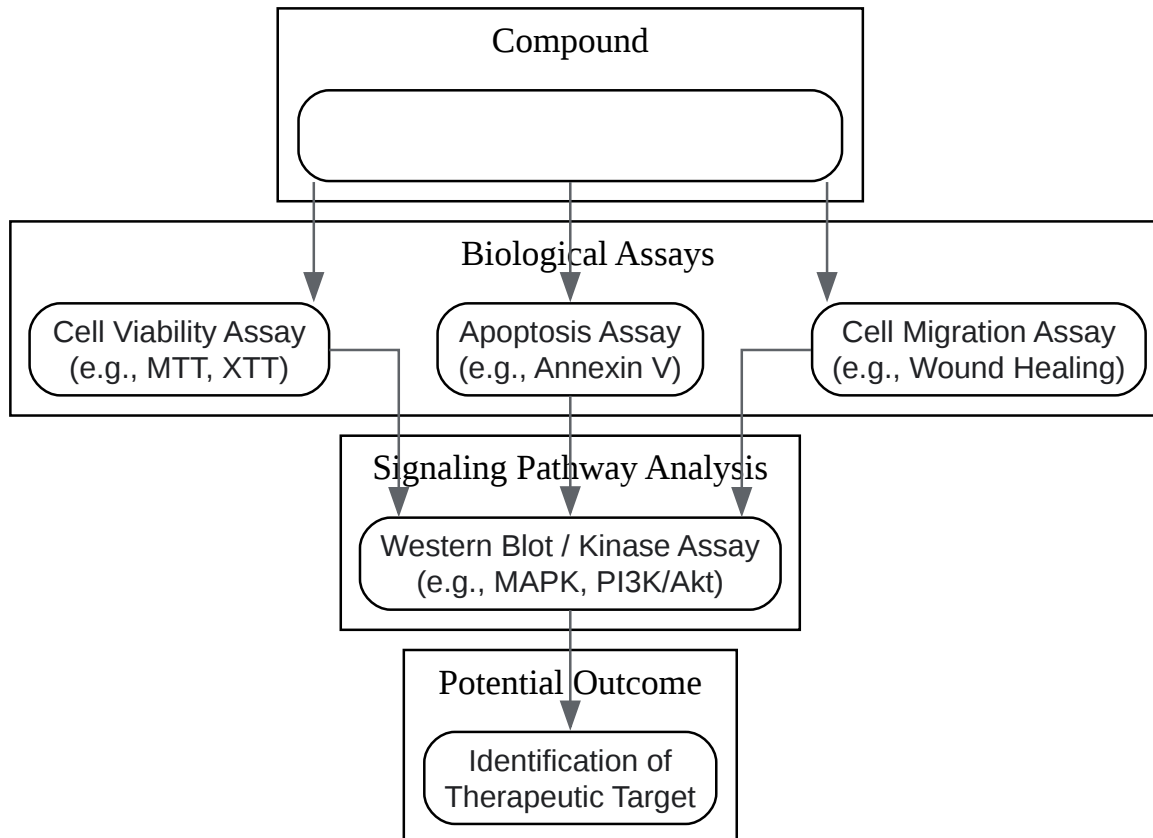 Compound
Biological Assays
Cell Viability Assay
(e.g., MTT, XTT)
Apoptosis Assay
(e.g., Annexin V)
Cell Migration Assay
(e.g., Wound Healing)
Signaling Pathway Analysis
Western Blot / Kinase Assay
(e.g., MAPK, PI3K/Akt)
Potential Outcome
Identification of
Therapeutic Target